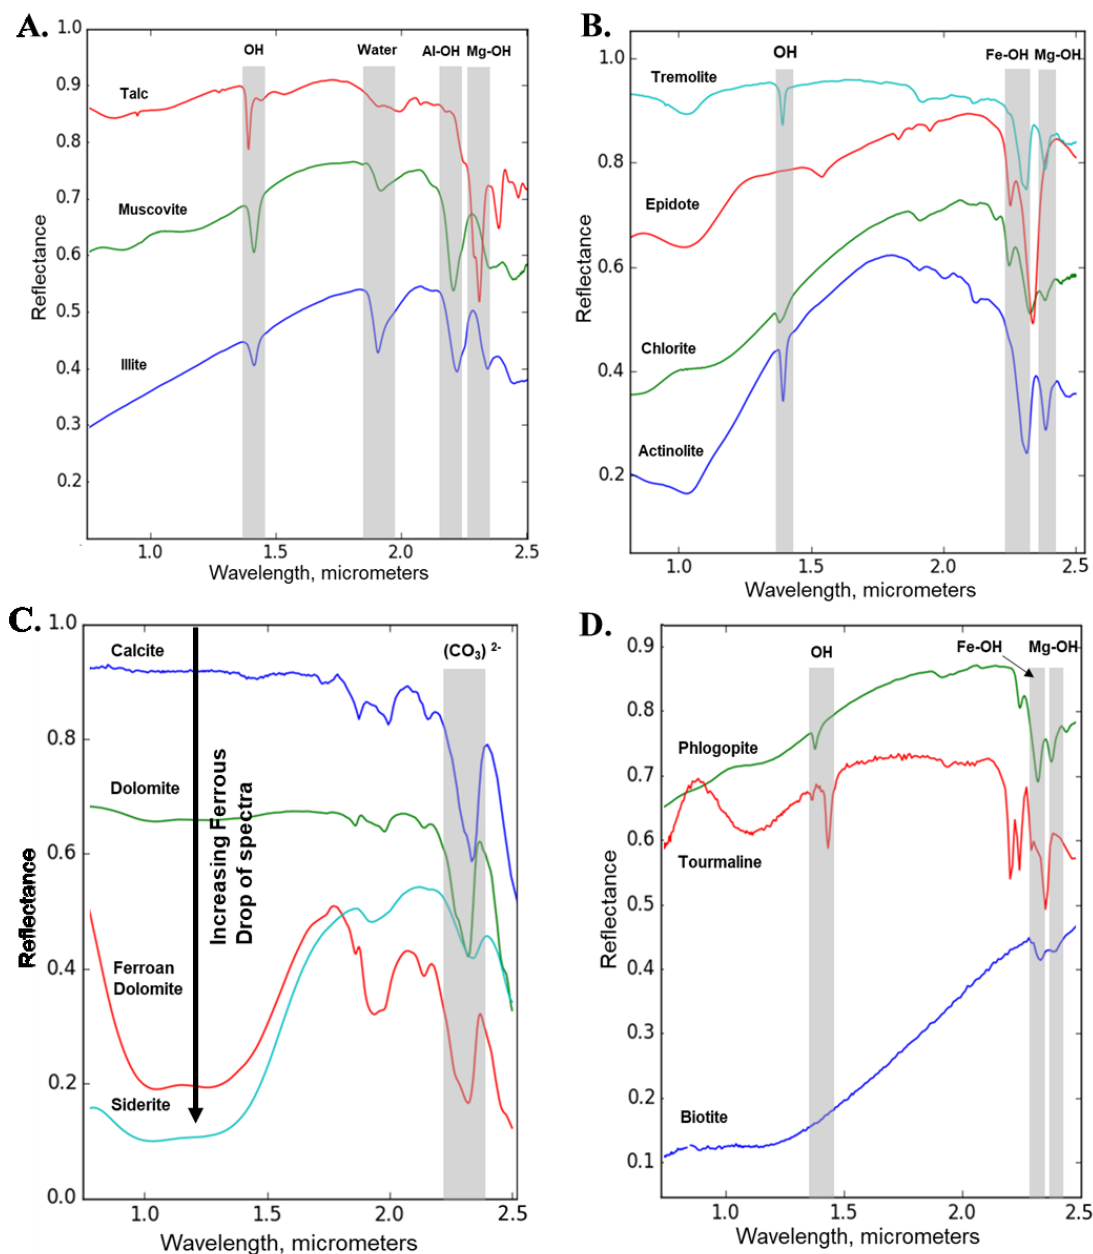 A.
1.0
0.9
0.8
0.7
0.6
0.5
0.4
0.3
0.2
Reflectance
OH
Water
Al-OH
Mg-OH
Talc
Muscovite
Illite
1.0
1.5
2.0
2.5
Wavelength, micrometers
B.
1.0
0.8
0.6
0.4
0.2
Reflectance
OH
Fe-OH
Mg-OH
Tremolite
Epidote
Chlorite
Actinolite
1.0
1.5
2.0
2.5
Wavelength, micrometers
C.
1.0
0.8
0.6
0.4
0.2
0.0
Reflectance
(CO₃) ²⁻
Calcite
Dolomite
Ferroan
Dolomite
Siderite
Increasing Ferrous
Drop of spectra
1.0
1.5
2.0
2.5
Wavelength, micrometers
D.
0.9
0.8
0.7
0.6
0.5
0.4
0.3
0.2
0.1
Reflectance
OH
Fe-OH
Mg-OH
Phlogopite
Tourmaline
Biotite
1.0
1.5
2.0
2.5
Wavelength, micrometers